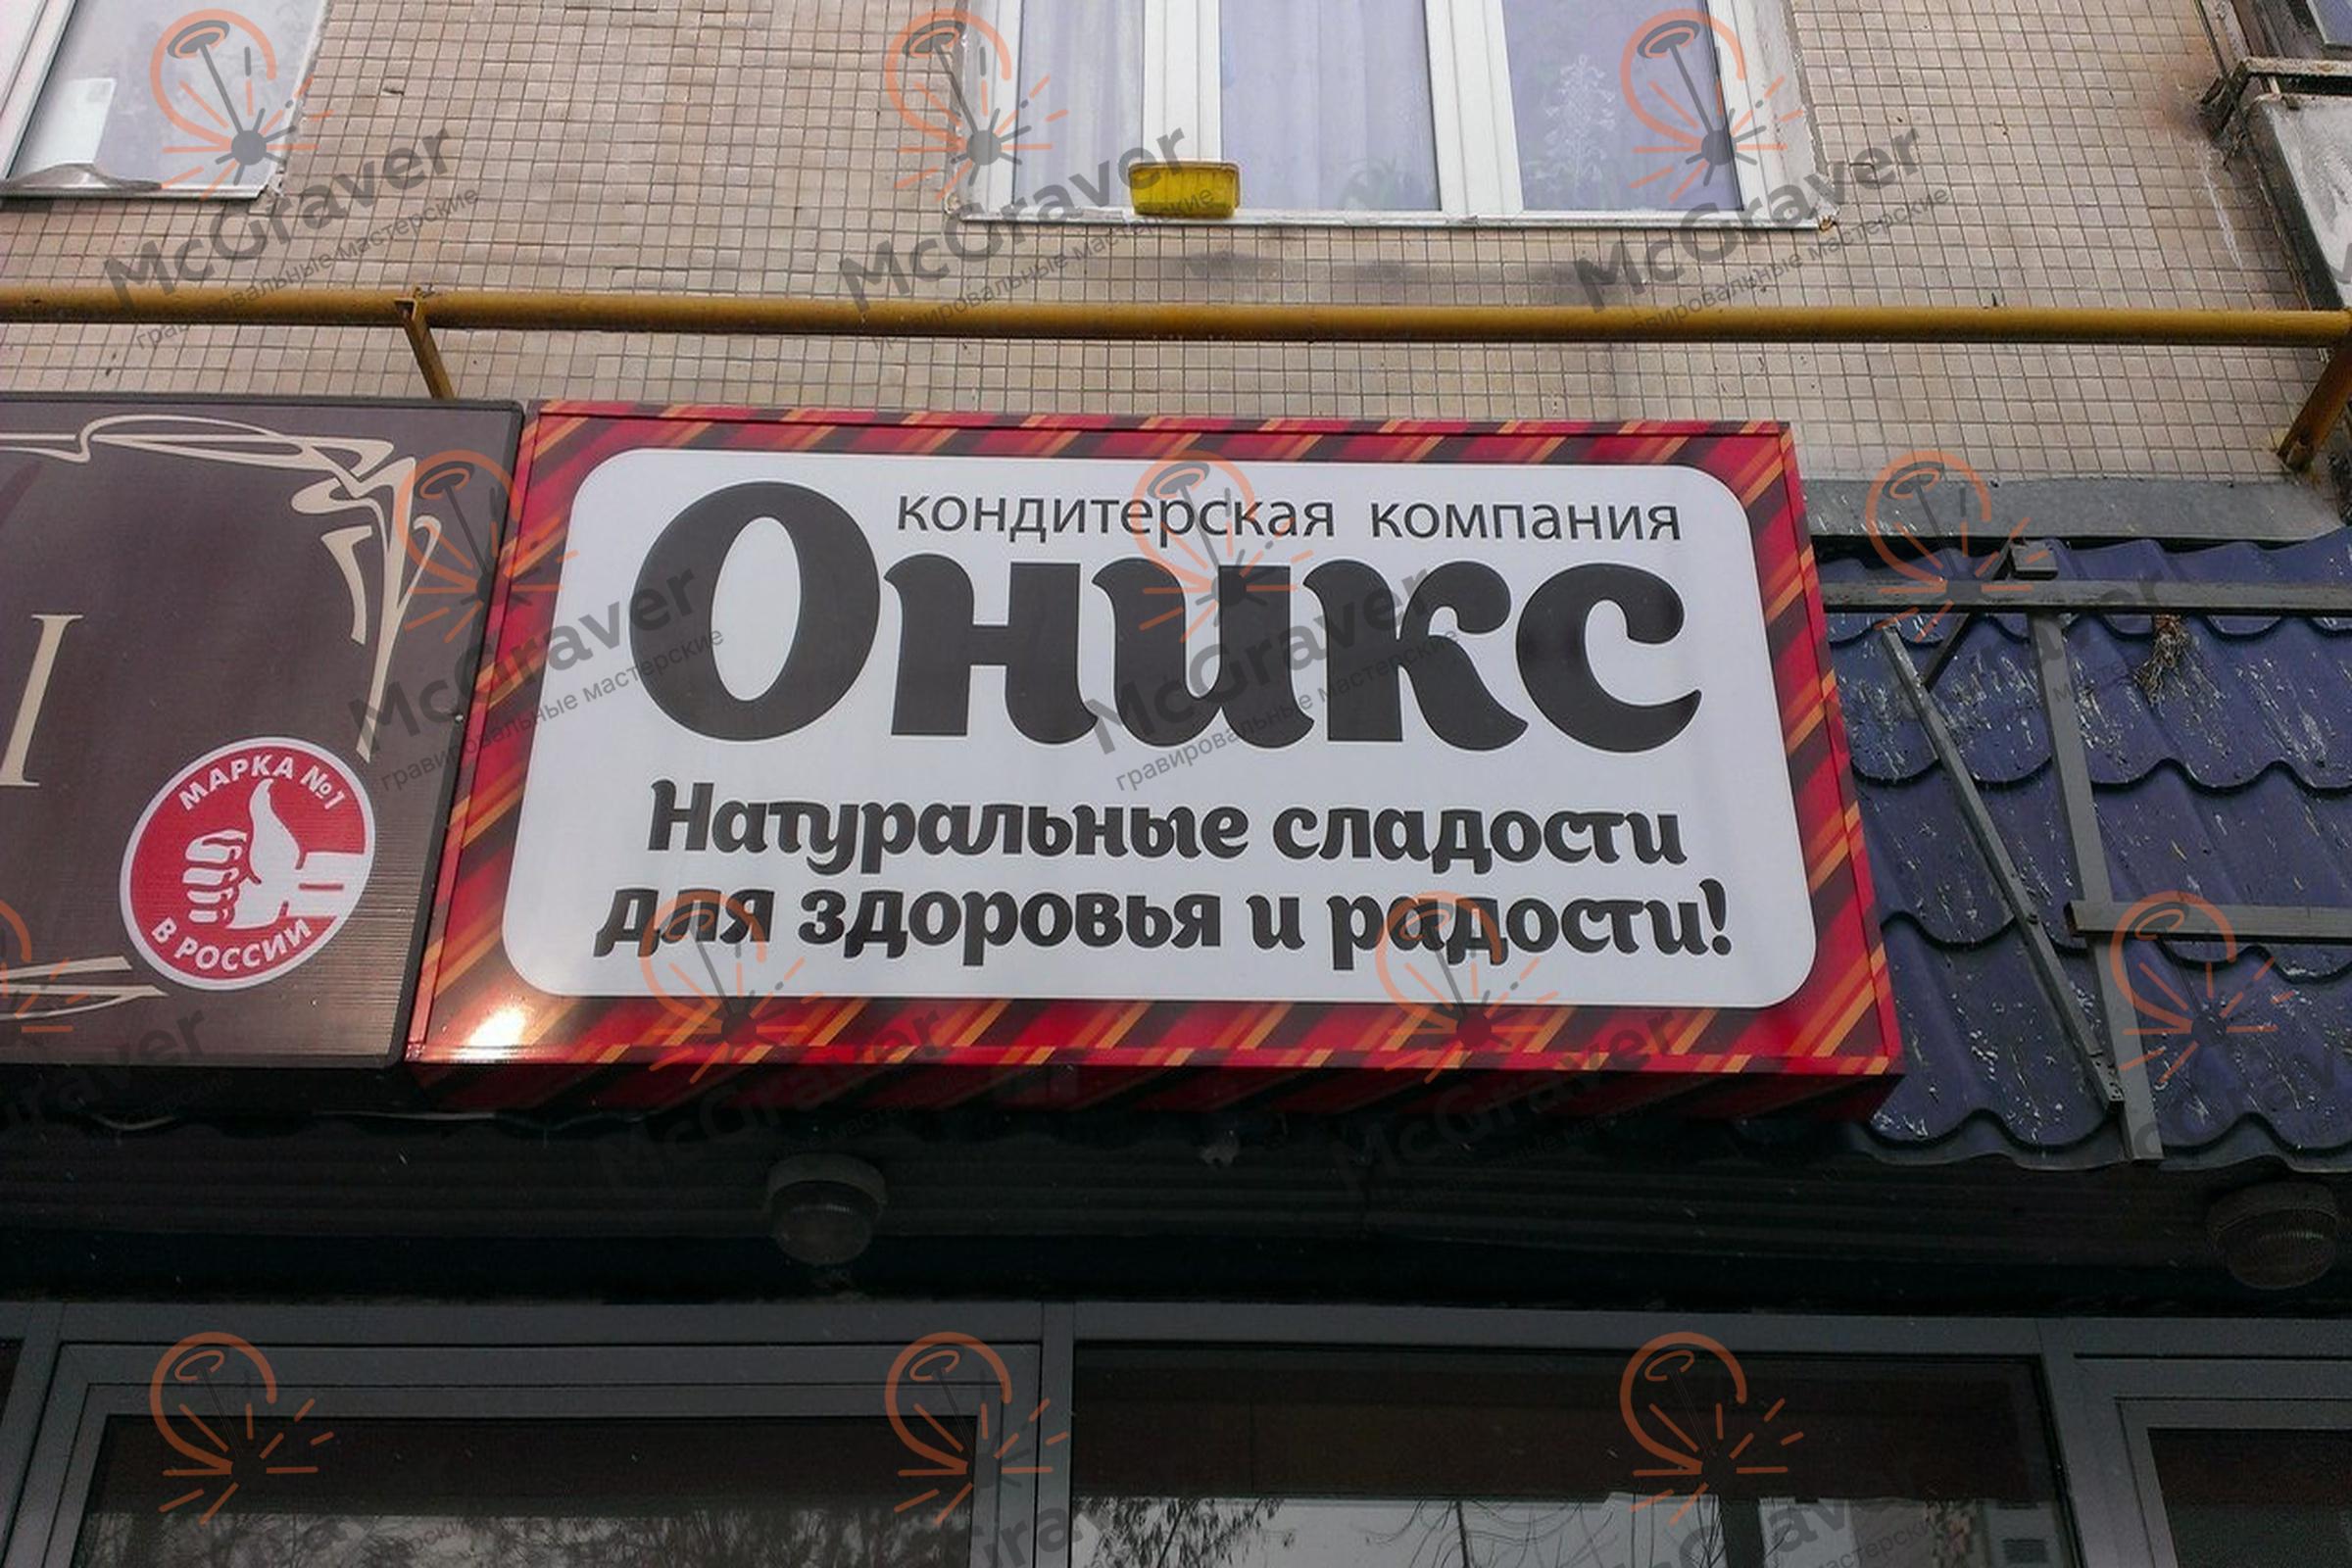 кондитерская компания
Оникс
Натуральные сладости
для здоровья и радости!
МАРКА №1
В РОССИИ
McGraver
гравировальные мастерские